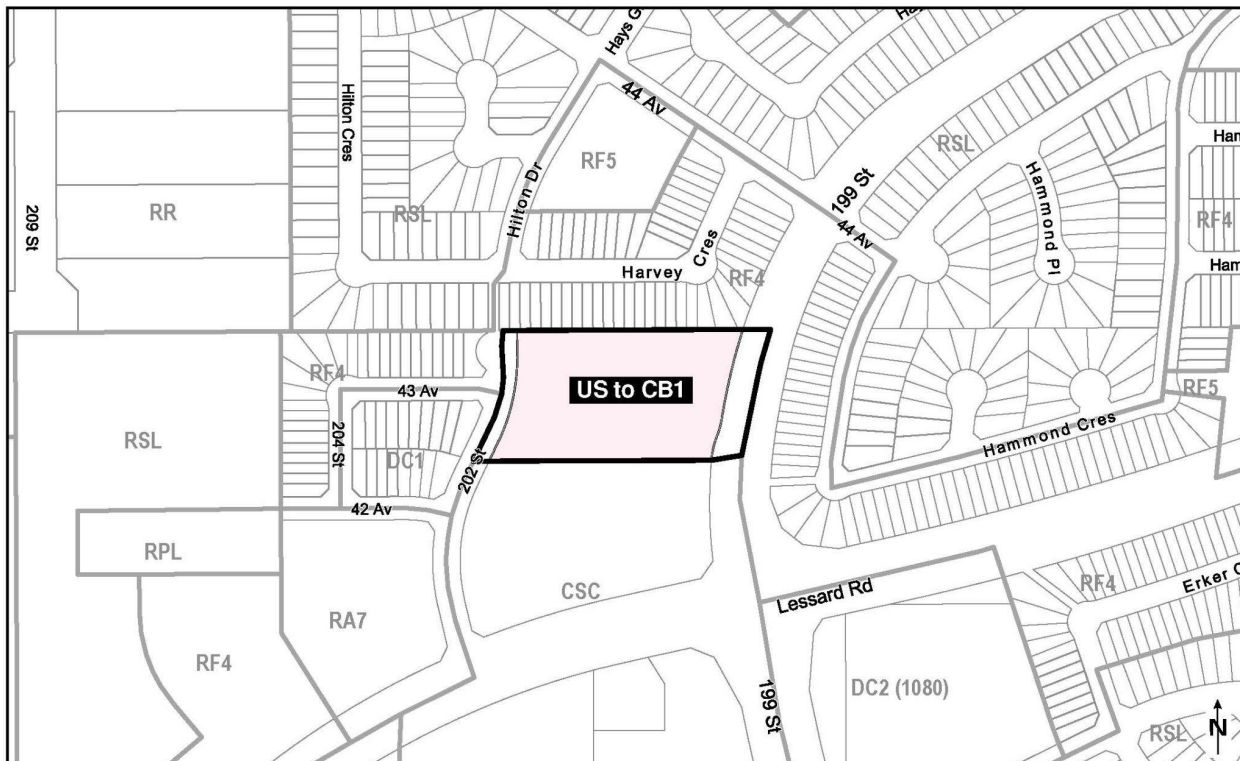 Hays G
Hilton Cres
44 Av
RF5
RSL
199 St
Ham
RR
209 St
RSL
Hilton Dr
44 Av
Hammond Pl
RF4
Harvey Cres
RF4
Ham
RF4
43 Av
US to CB1
RF5
RSL
204 St
DC1
202 St
Hammond Cres
42 Av
RPL
CSC
Lessard Rd
RF4
Erker C
RA7
RF4
DC2 (1080)
199 St
RSL
N